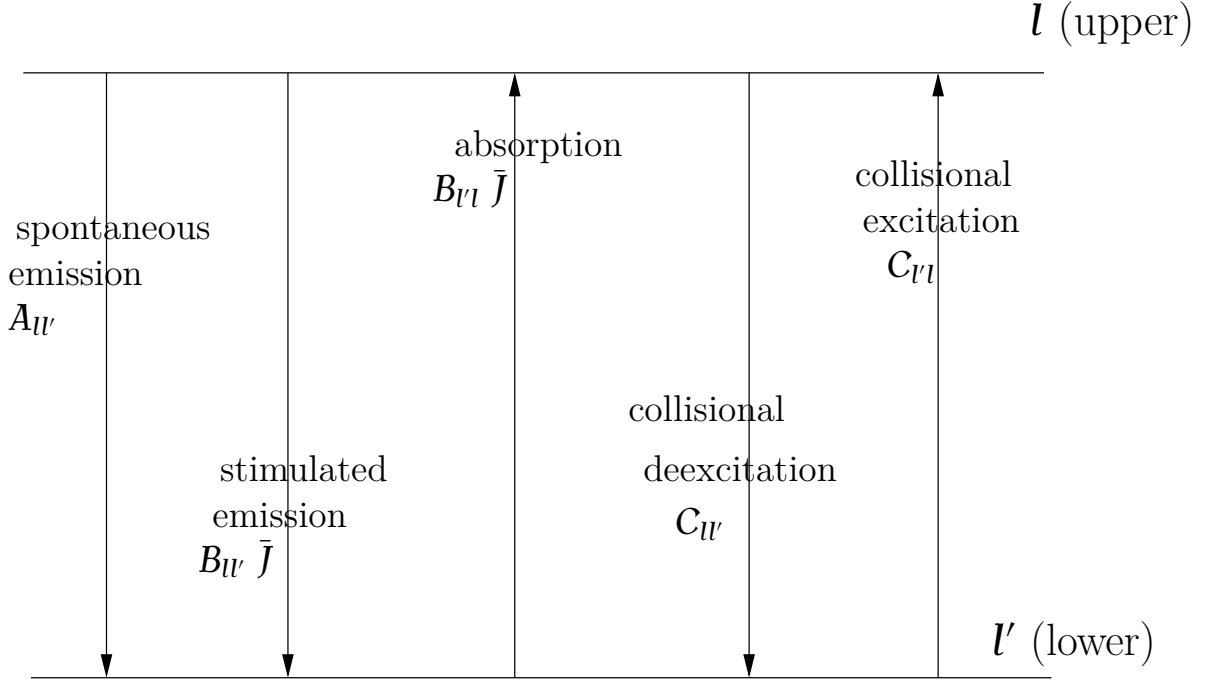 l (upper)
absorption
B_{l'l} J̄
collisional
excitation
C_{l'l}
spontaneous
emission
A_{ll'}
collisional
deexcitation
C_{ll'}
stimulated
emission
B_{ll'} J̄
l' (lower)